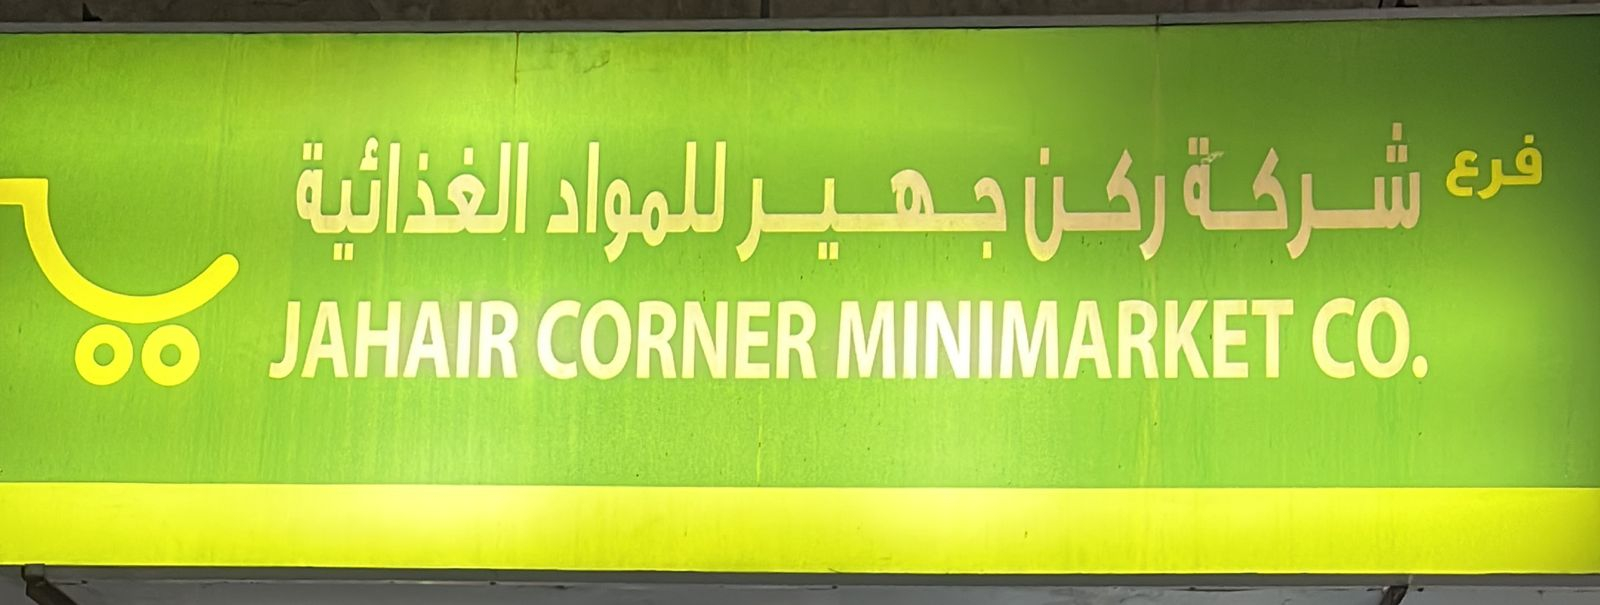 فرع شركة ركن جهير للمواد الغذائية
JAHAIR CORNER MINIMARKET CO.